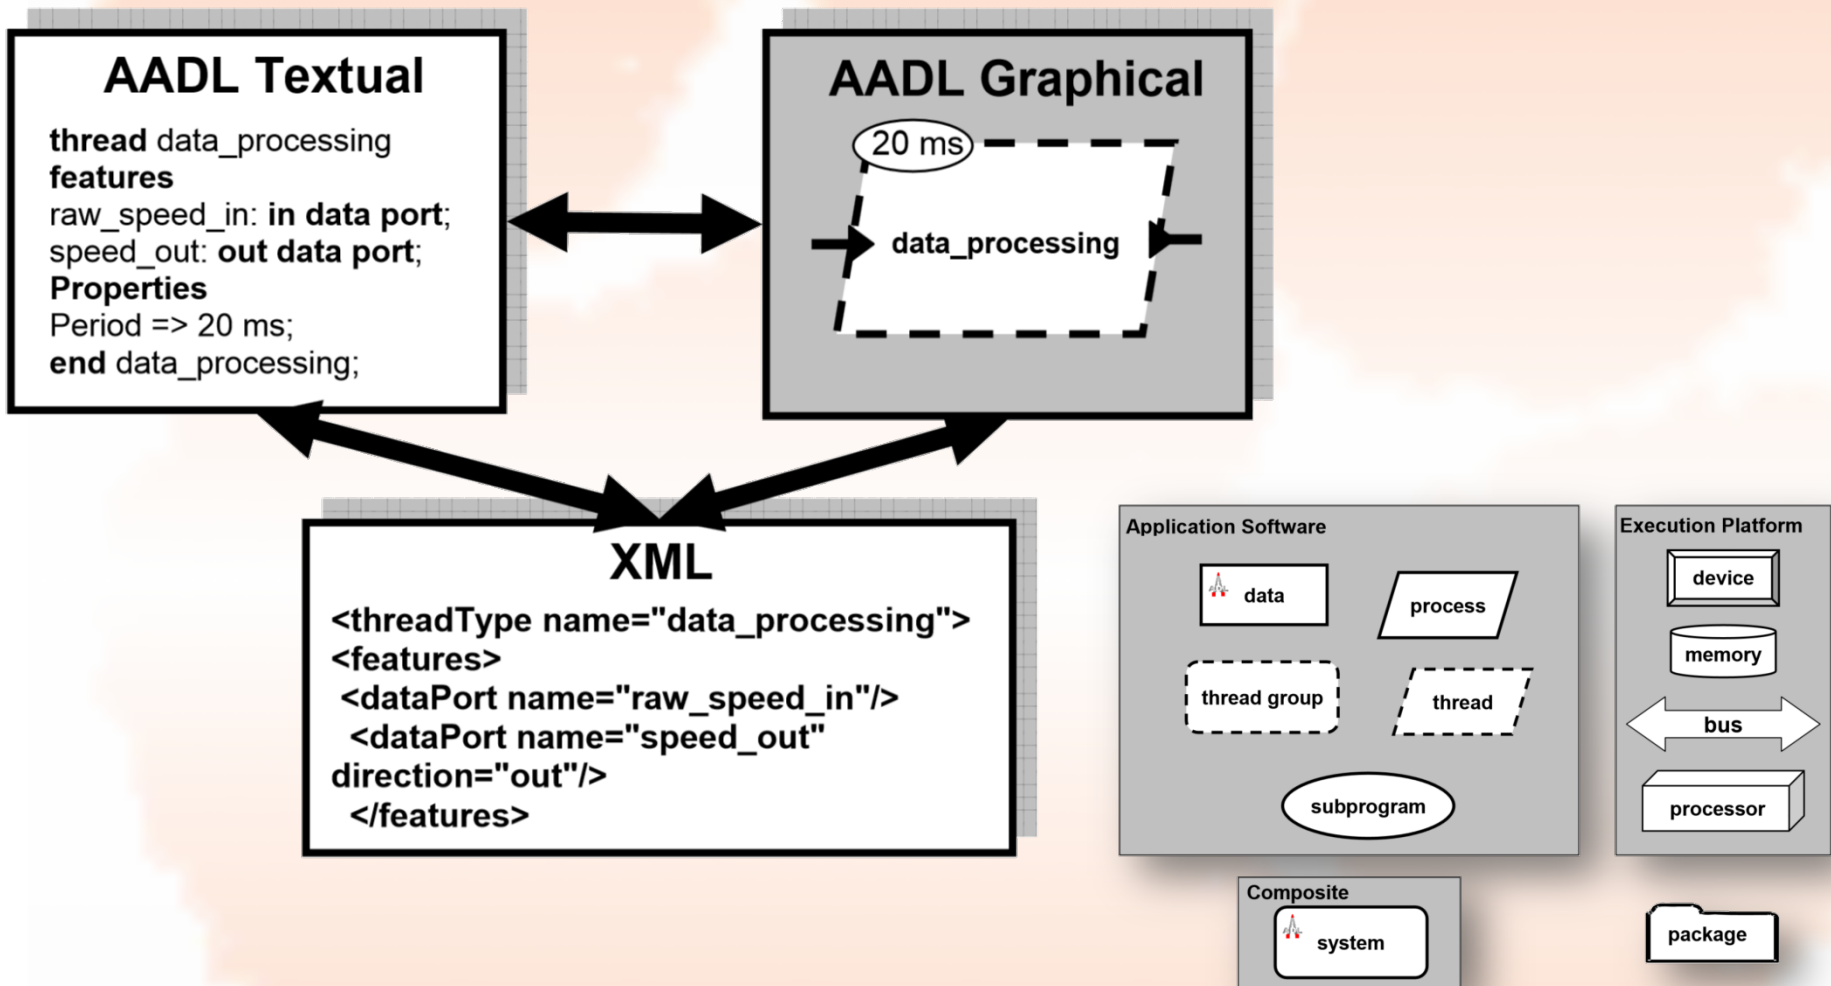 AADL Textual
thread data_processing
features
raw_speed_in: in data port;
speed_out: out data port;
Properties
Period => 20 ms;
end data_processing;
AADL Graphical
20 ms
data_processing
XML
<threadType name="data_processing">
<features>
<dataPort name="raw_speed_in"/>
<dataPort name="speed_out"
direction="out"/>
</features>
Application Software
data
process
thread group
thread
subprogram
Execution Platform
device
memory
bus
processor
Composite
system
package